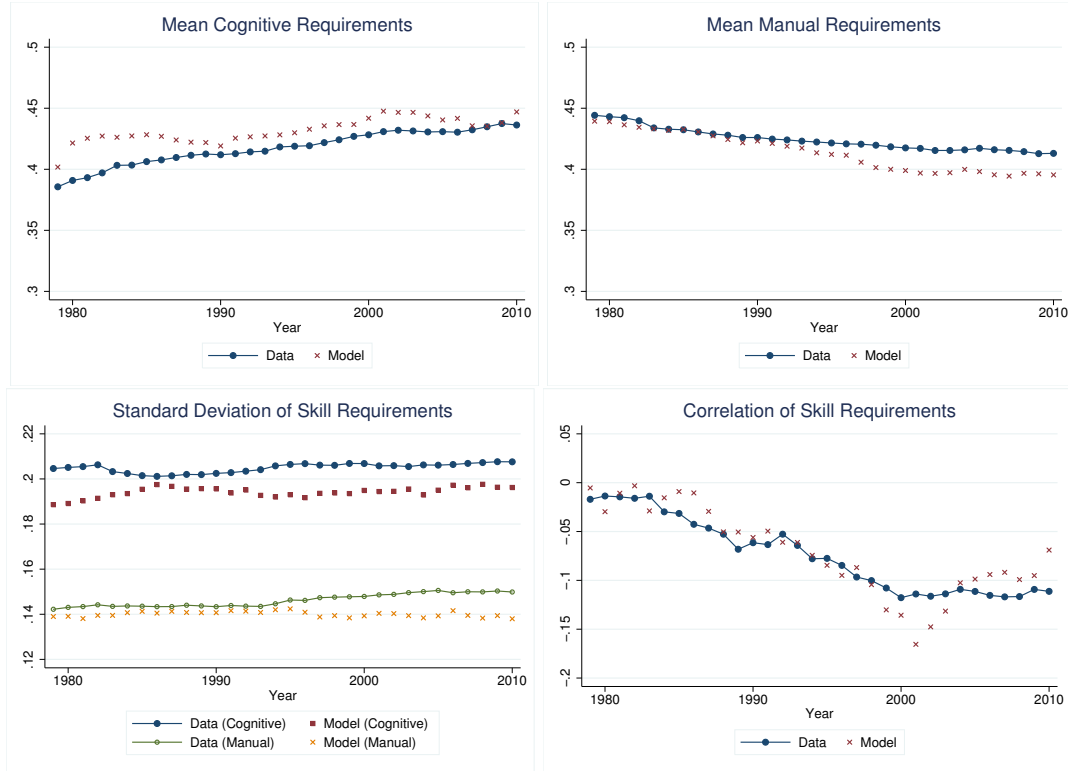 Mean Cognitive Requirements
.5
.45
.4
.35
.3
1980 1990 2000 2010
Year
Data Model
Mean Manual Requirements
.5
.45
.4
.35
.3
1980 1990 2000 2010
Year
Data Model
Standard Deviation of Skill Requirements
.22
.2
.18
.16
.14
.12
1980 1990 2000 2010
Year
Data (Cognitive) Model (Cognitive)
Data (Manual) Model (Manual)
Correlation of Skill Requirements
.05
0
−.05
−.1
−.15
−.2
1980 1990 2000 2010
Year
Data Model